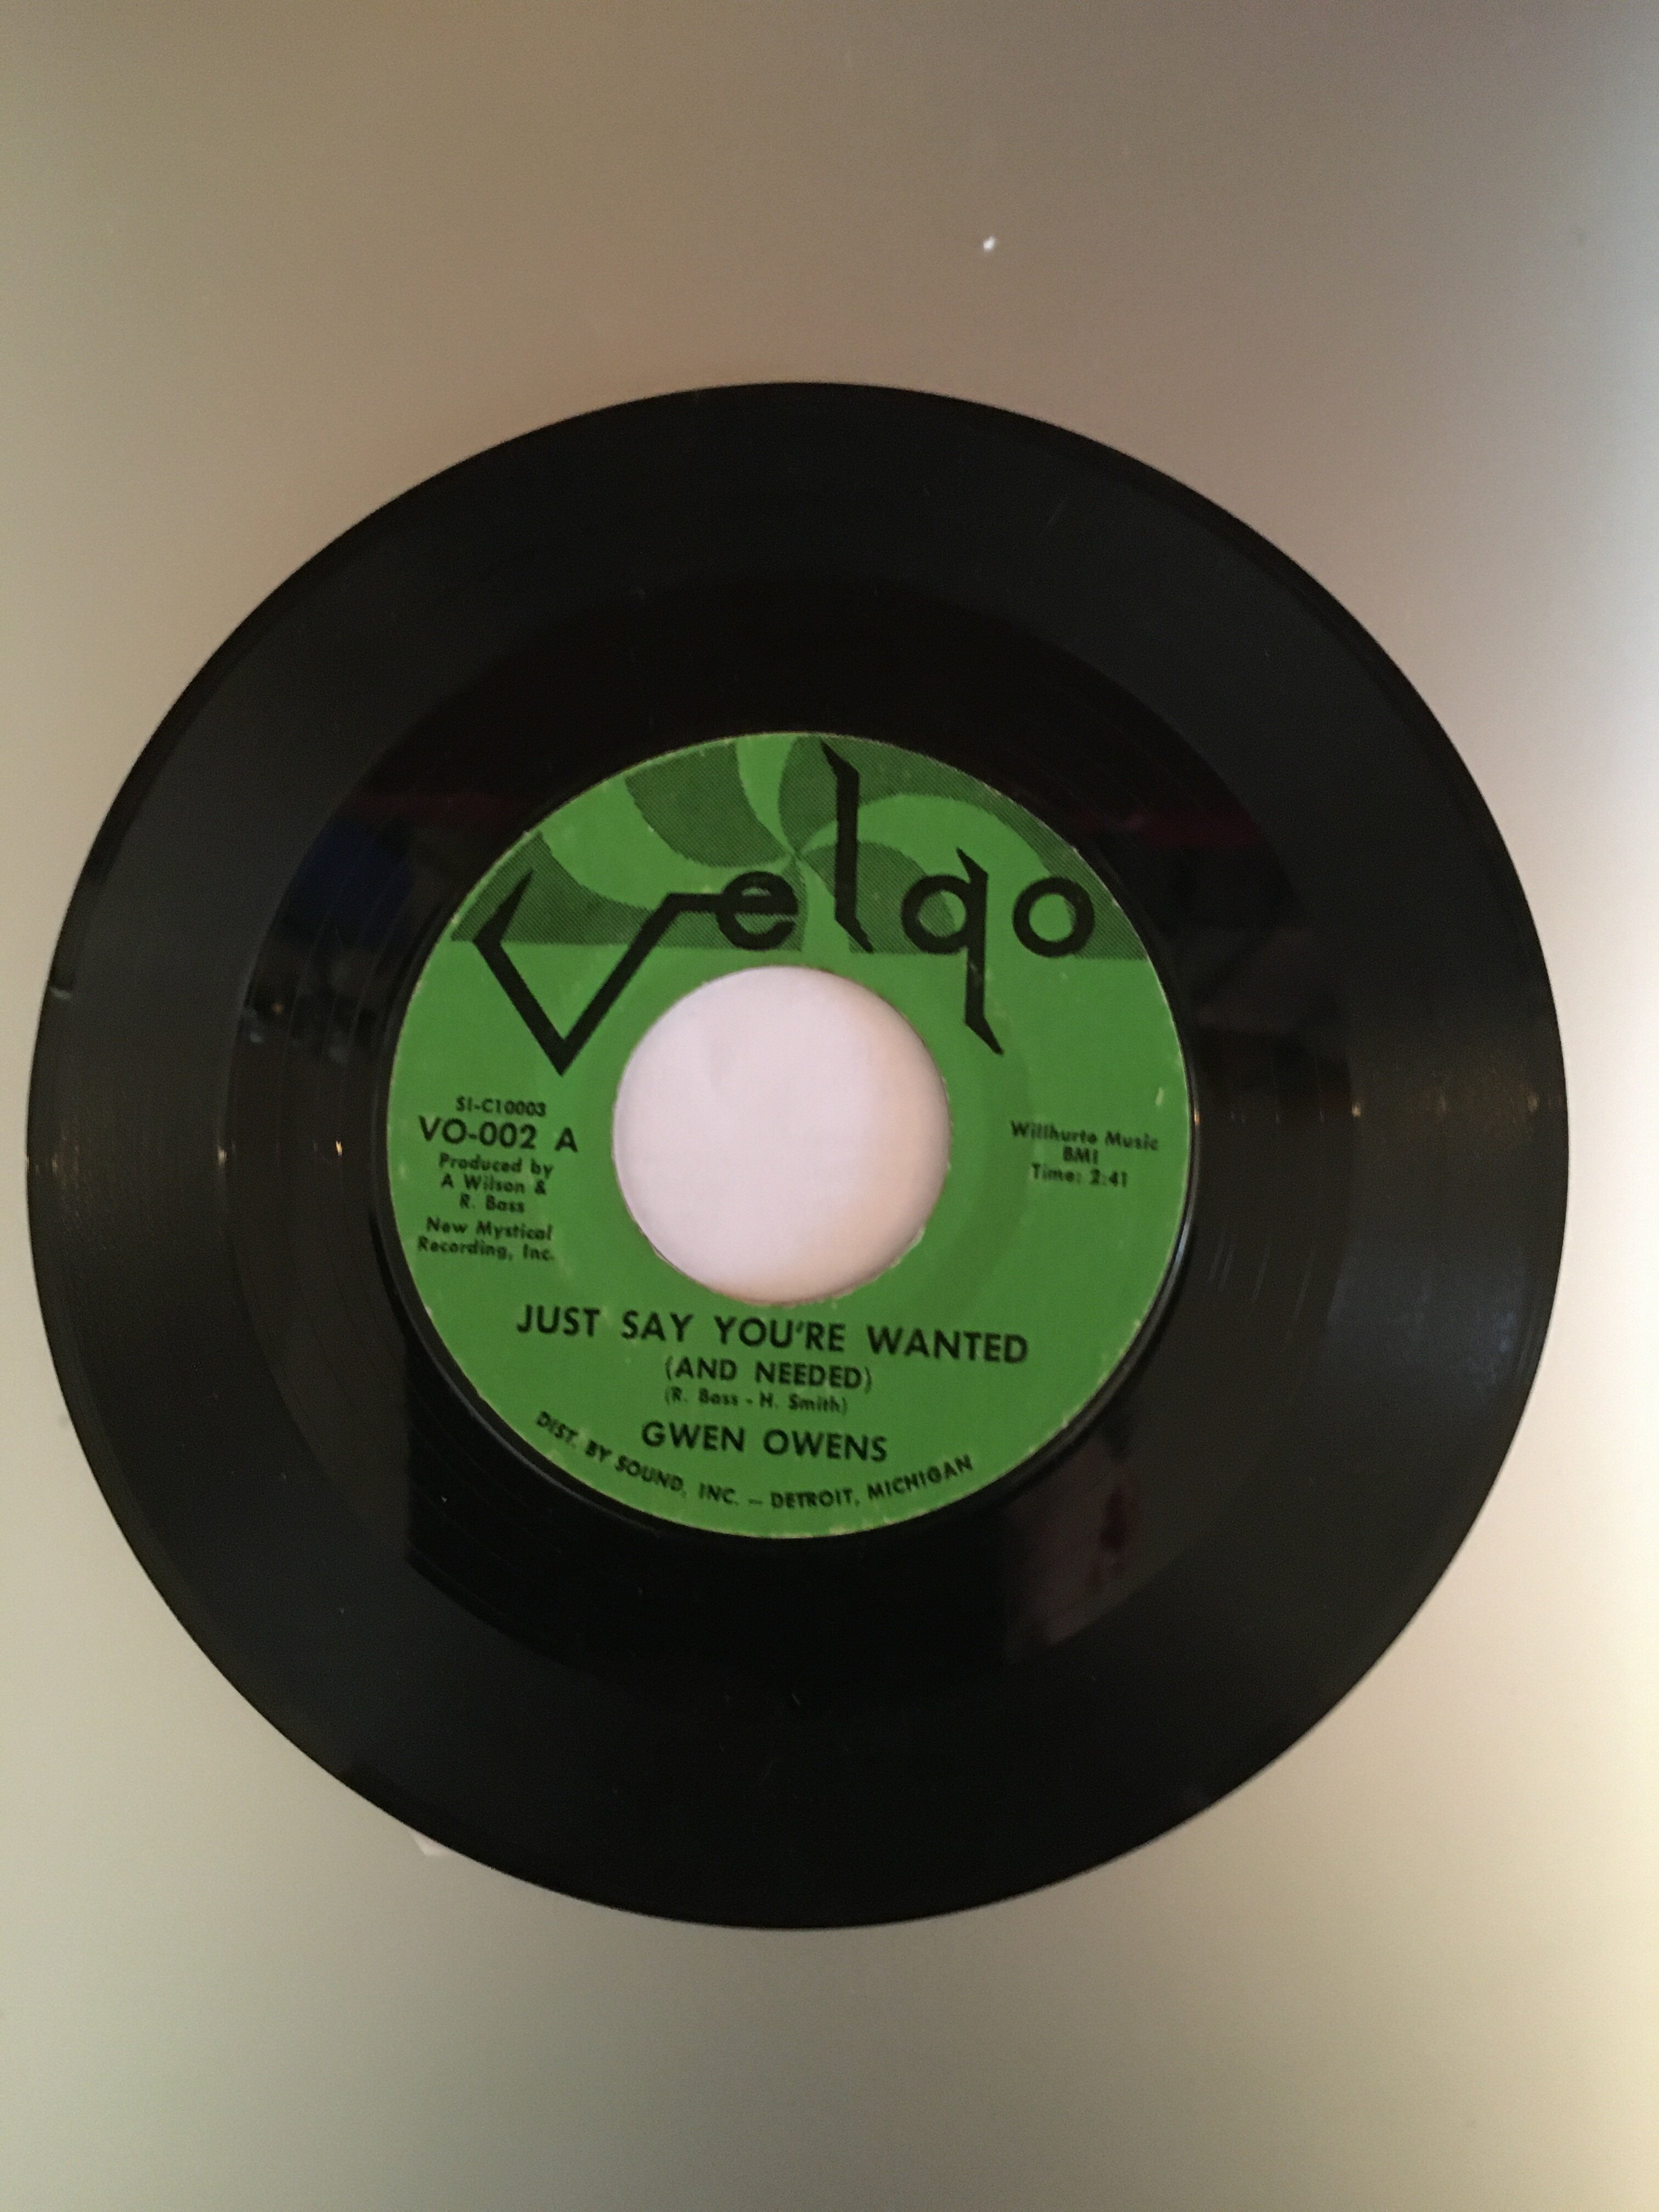 Velqo
SI-C10003
VO-002 A
Produced by
A Wilson &
R. Bass
New Mystical
Recording, Inc.
Willhurte Music
BMI
Time: 2:41
JUST SAY YOU'RE WANTED
(AND NEEDED)
(R. Bass - H. Smith)
GWEN OWENS
DIST. BY SOUND, INC. — DETROIT, MICHIGAN